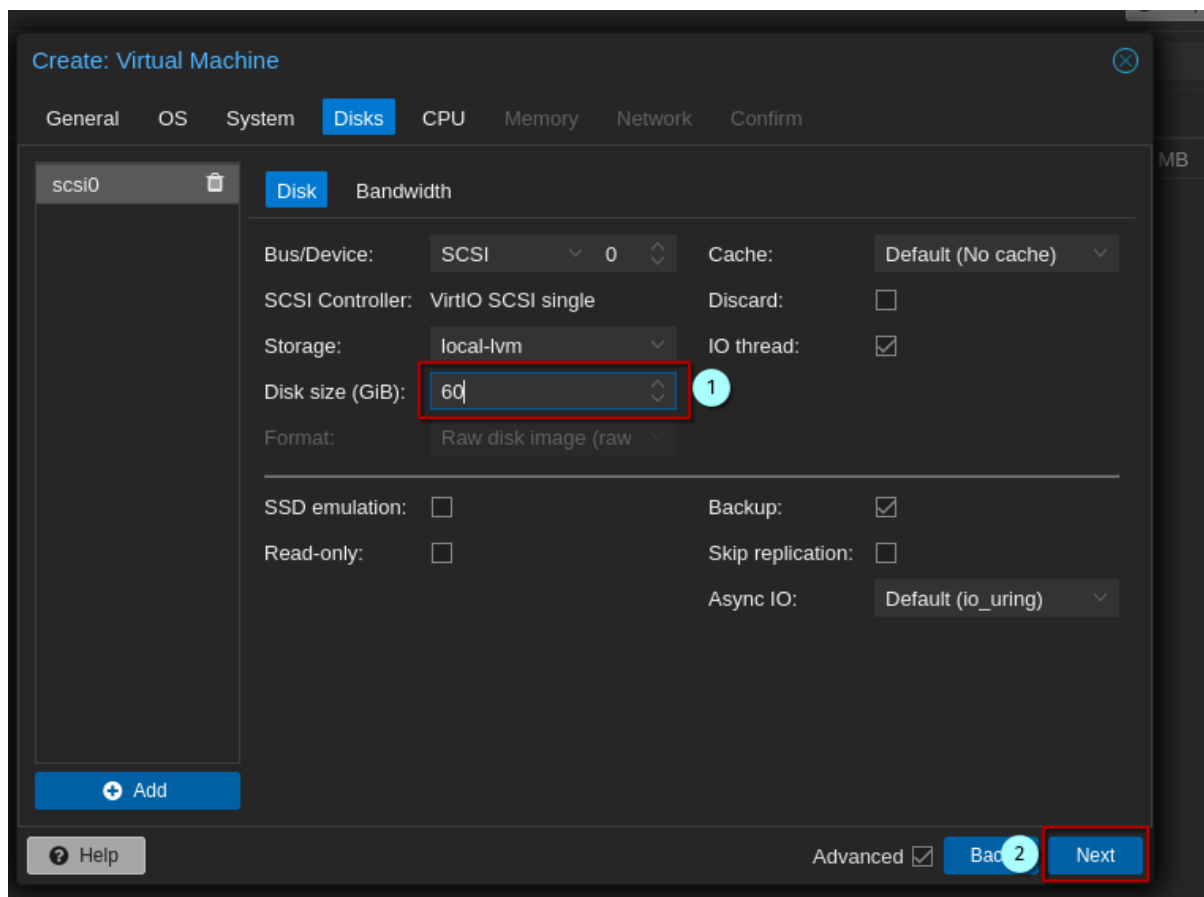 Create: Virtual Machine
General OS System Disks CPU Memory Network Confirm
MB
scsi0
Disk Bandwidth
Bus/Device: SCSI 0 Cache: Default (No cache)
SCSI Controller: VirtIO SCSI single Discard:
Storage: local-lvm IO thread:
Disk size (GiB): 60 1
Format: Raw disk image (raw
SSD emulation: Backup:
Read-only: Skip replication:
Async IO: Default (io_uring)
Add
Help Advanced Bac 2 Next